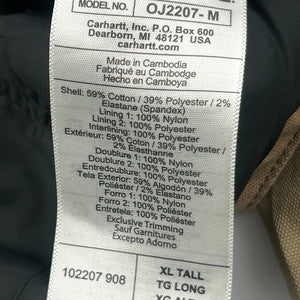 MODEL NO. OJ2207- M
Carhartt, Inc. P.O. Box 600
Dearborn, MI 48121 USA
carhartt.com
Made in Cambodia
Fabriqué au Cambodge
Hecho en Camboya
Shell: 59% Cotton / 39% Polyester / 2%
Elastane (Spandex)
Lining 1: 100% Nylon
Lining 2: 100% Polyester
Interlining: 100% Polyester
Extérieur: 59% Coton / 39% Polyester /
2% Élasthanne
Doublure 1: 100% Nylon
Doublure 2: 100% Polyester
Entredoublure: 100% Polyester
Tela Exterior: 59% Algodón / 39%
Poliéster / 2% Elastano
Forro 1: 100% Nylon
Forro 2: 100% Poliéster
Entretela: 100% Poliéster
Exclusive Trimming
Sauf Garnitures
Excepto Adorno
102207 908
XL TALL
TG LONG